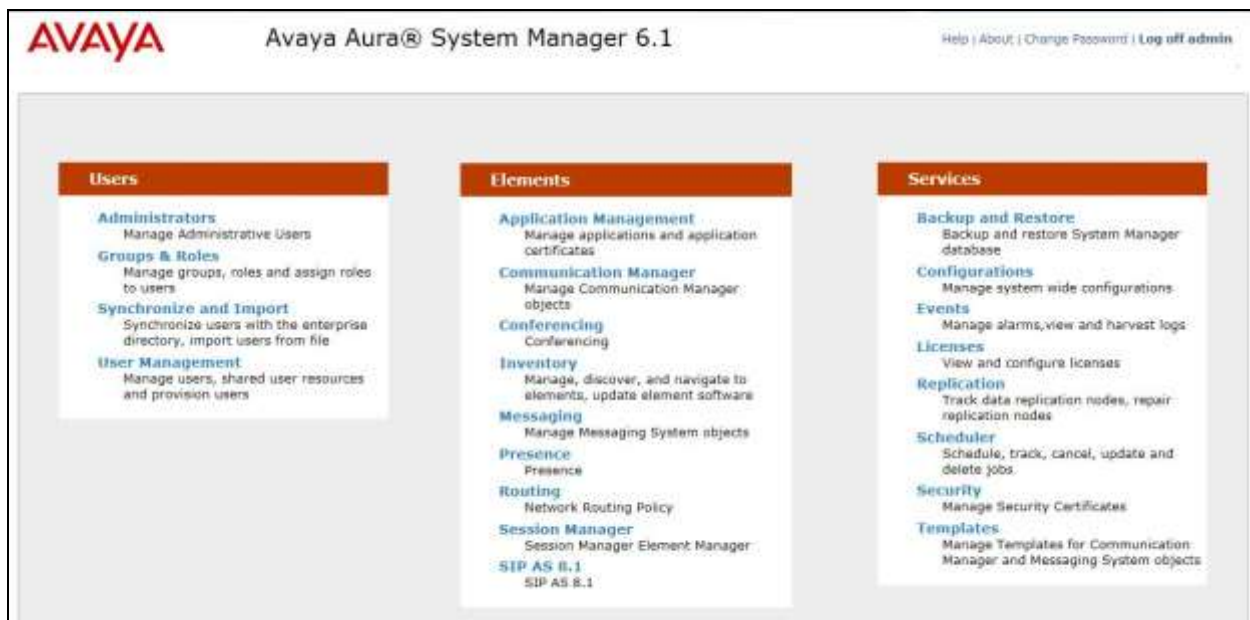 AVAYA
Avaya Aura® System Manager 6.1
Help | About | Change Password | Log off admin
Users
Administrators
Manage Administrative Users
Groups & Roles
Manage groups, roles and assign roles
to users
Synchronize and Import
Synchronize users with the enterprise
directory, import users from file
User Management
Manage users, shared user resources
and provision users
Elements
Application Management
Manage applications and application
certificates
Communication Manager
Manage Communication Manager
objects
Conferencing
Conferencing
Inventory
Manage, discover, and navigate to
elements, update element software
Messaging
Manage Messaging System objects
Presence
Presence
Routing
Network Routing Policy
Session Manager
Session Manager Element Manager
SIP AS 8.1
SIP AS 8.1
Services
Backup and Restore
Backup and restore System Manager
database
Configurations
Manage system wide configurations
Events
Manage alarms,view and harvest logs
Licenses
View and configure licenses
Replication
Track data replication nodes, repair
replication nodes
Scheduler
Schedule, track, cancel, update and
delete jobs
Security
Manage Security Certificates
Templates
Manage Templates for Communication
Manager and Messaging System objects